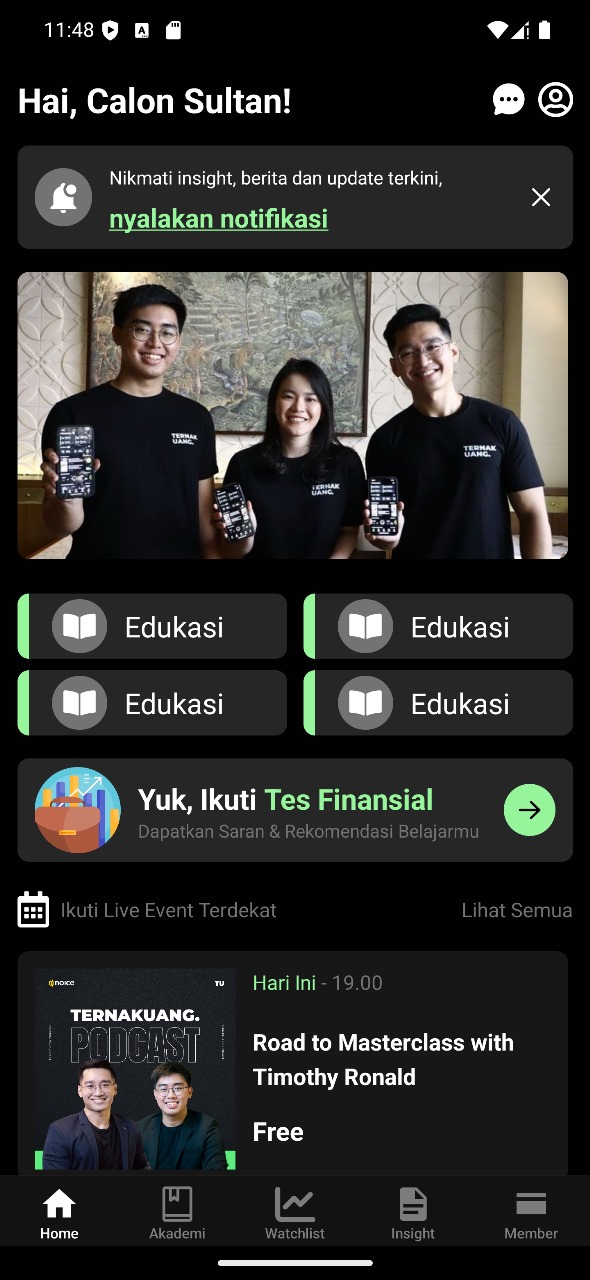 11:48
Hai, Calon Sultan!
Nikmati insight, berita dan update terkini,
nyalakan notifikasi
TERNAK
UANG.
TERNAK
UANG.
TERNAK
UANG.
Edukasi
Edukasi
Edukasi
Edukasi
Yuk, Ikuti Tes Finansial
Dapatkan Saran & Rekomendasi Belajarmu
Ikuti Live Event Terdekat
Lihat Semua
NOICE
TU
TERNAKUANG.
PODCAST
Hari Ini - 19.00
Road to Masterclass with
Timothy Ronald
Free
Home
Akademi
Watchlist
Insight
Member